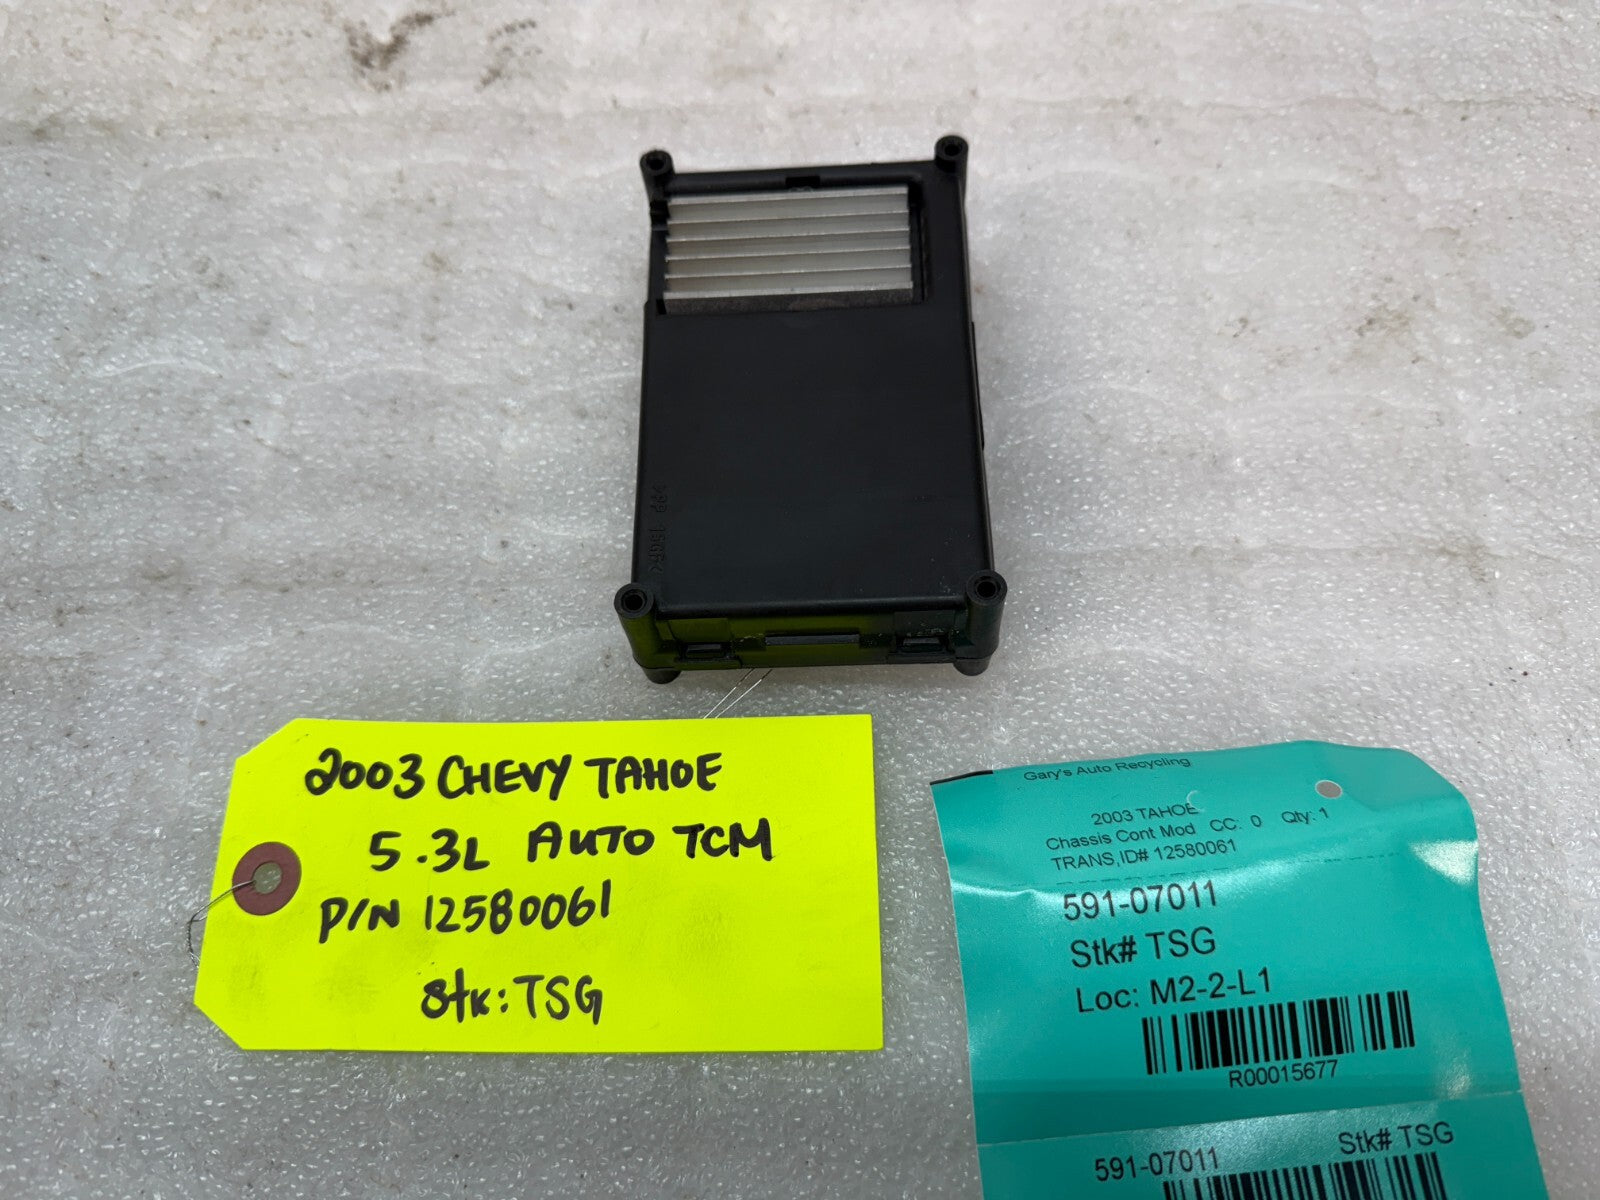 2003 CHEVY TAHOE
5.3L AUTO TCM
P/N 12580061
Stk: TSG
Gary's Auto Recycling
2003 TAHOE
Chassis Cont Mod CC: 0 Qty: 1
TRANS,ID# 12580061
591-07011
Stk# TSG
Loc: M2-2-L1
R00015677
591-07011 Stk# TSG